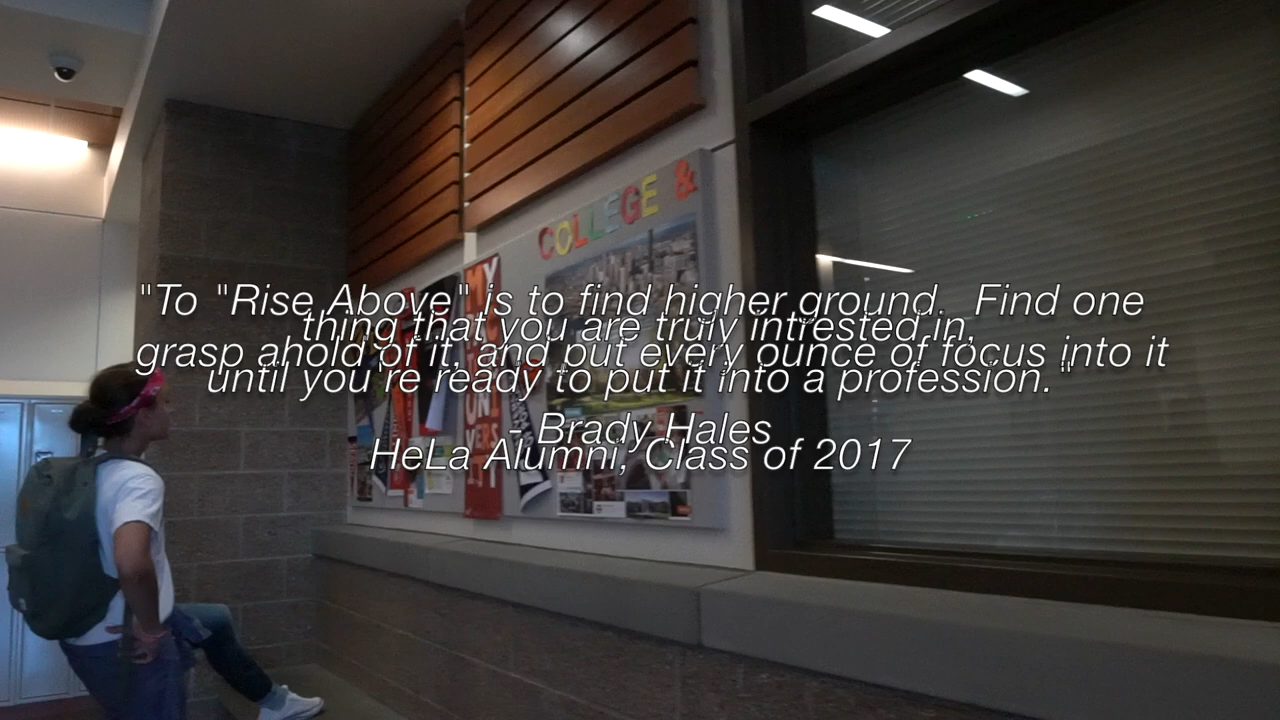 COLLEGE &
"To "Rise Above" is to find higher ground.  Find one
thing that you are truly intrested in,
grasp ahold of it, and put every ounce of focus into it
until you're ready to put it into a profession."
- Brady Hales
HeLa Alumni, Class of 2017